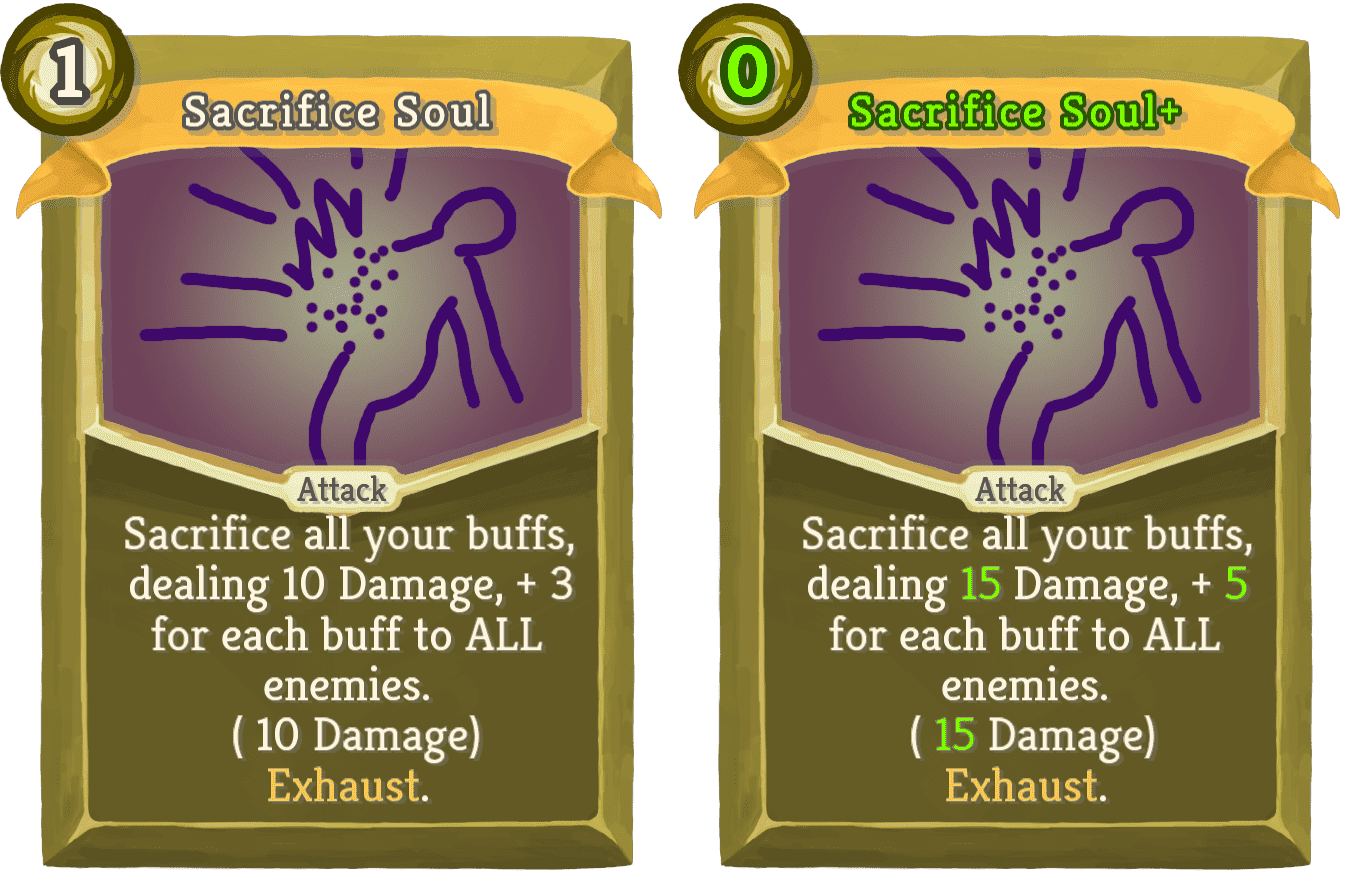 1
Sacrifice Soul
Attack
Sacrifice all your buffs,
dealing 10 Damage, + 3
for each buff to ALL
enemies.
( 10 Damage)
Exhaust.
0
Sacrifice Soul+
Attack
Sacrifice all your buffs,
dealing 15 Damage, + 5
for each buff to ALL
enemies.
( 15 Damage)
Exhaust.